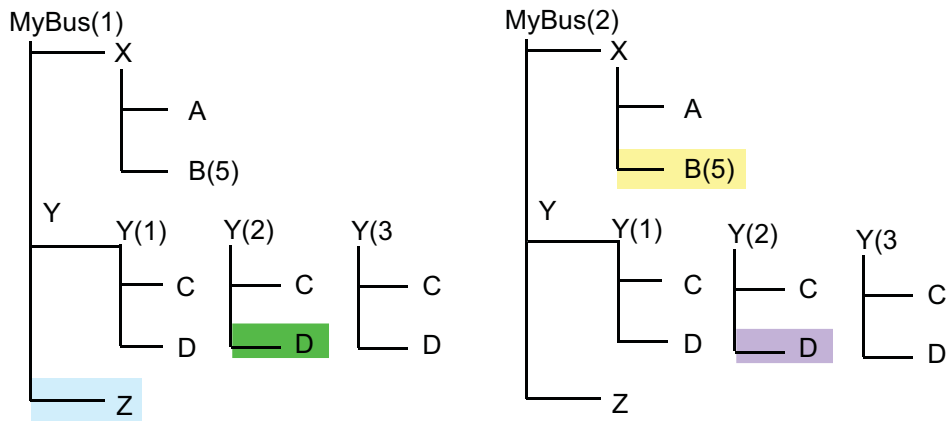 MyBus(1)
X
A
B(5)
Y
Y(1)
Y(2)
Y(3
C
C
C
D
D
D
Z
MyBus(2)
X
A
B(5)
Y
Y(1)
Y(2)
Y(3
C
C
C
D
D
D
Z